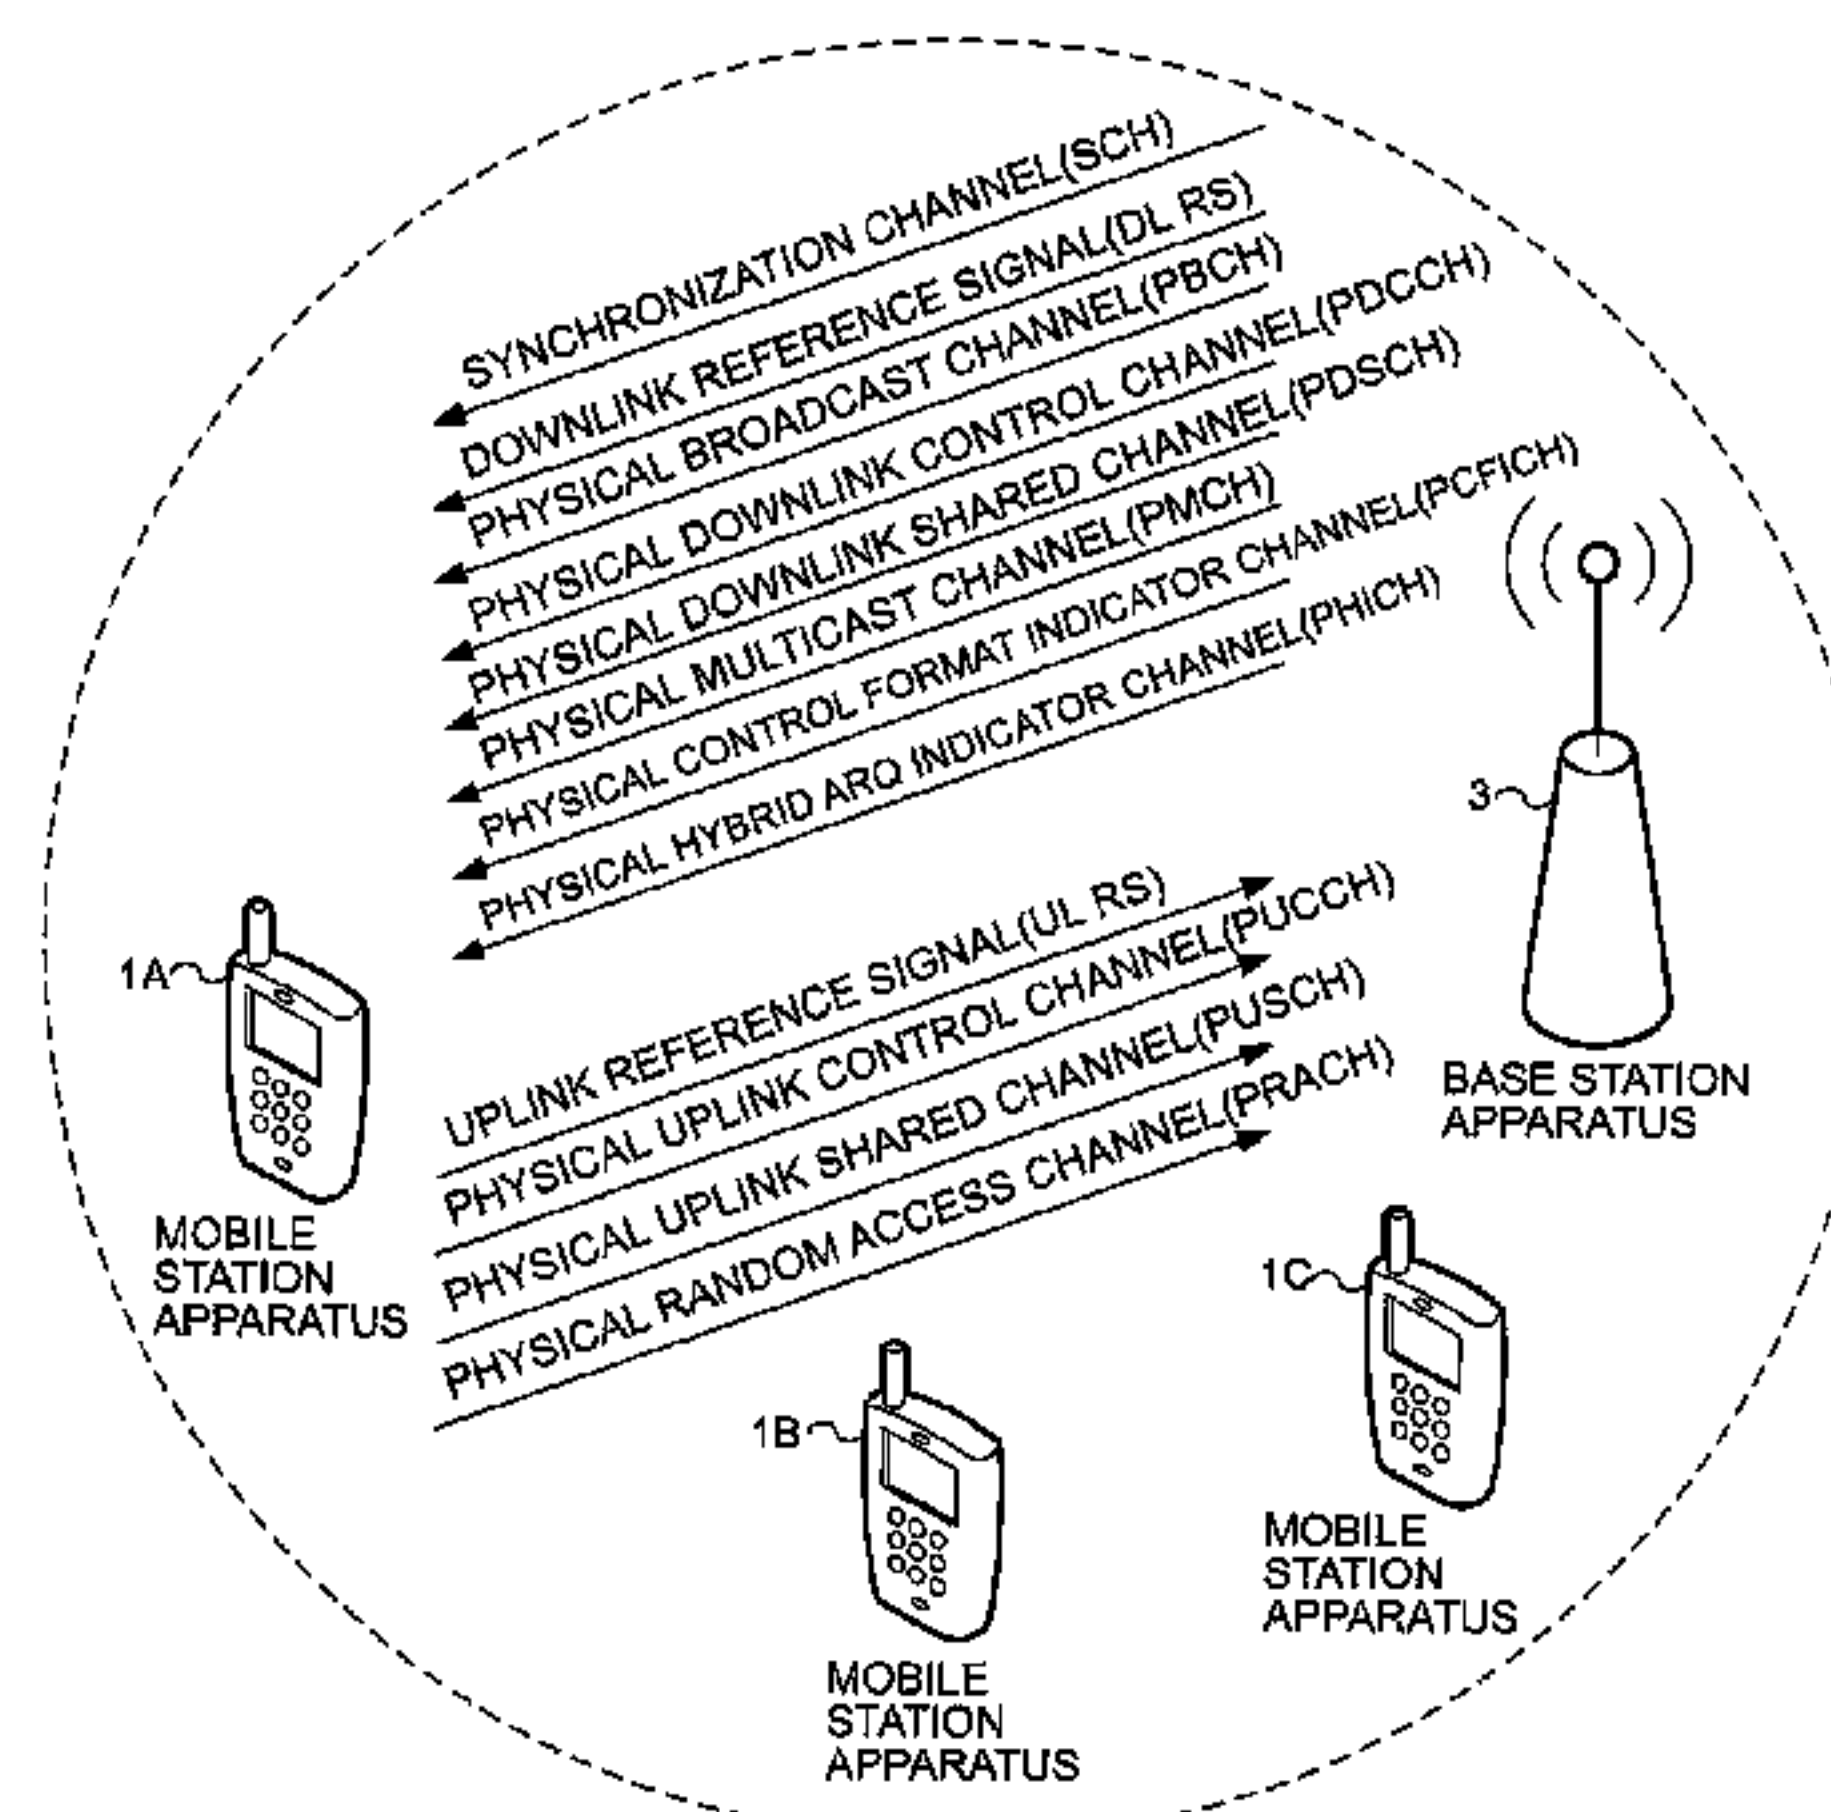 SYNCHRONIZATION CHANNEL(SCH)
DOWNLINK REFERENCE SIGNAL(DL RS)
PHYSICAL BROADCAST CHANNEL(PBCH)
PHYSICAL DOWNLINK CONTROL CHANNEL(PDCCH)
PHYSICAL DOWNLINK SHARED CHANNEL(PDSCH)
PHYSICAL MULTICAST CHANNEL(PMCH)
PHYSICAL CONTROL FORMAT INDICATOR CHANNEL(PCFICH)
PHYSICAL HYBRID ARQ INDICATOR CHANNEL(PHICH)
3
BASE STATION
APPARATUS
1A
MOBILE
STATION
APPARATUS
UPLINK REFERENCE SIGNAL(UL RS)
PHYSICAL UPLINK CONTROL CHANNEL(PUCCH)
PHYSICAL UPLINK SHARED CHANNEL(PUSCH)
PHYSICAL RANDOM ACCESS CHANNEL(PRACH)
1B
MOBILE
STATION
APPARATUS
1C
MOBILE
STATION
APPARATUS